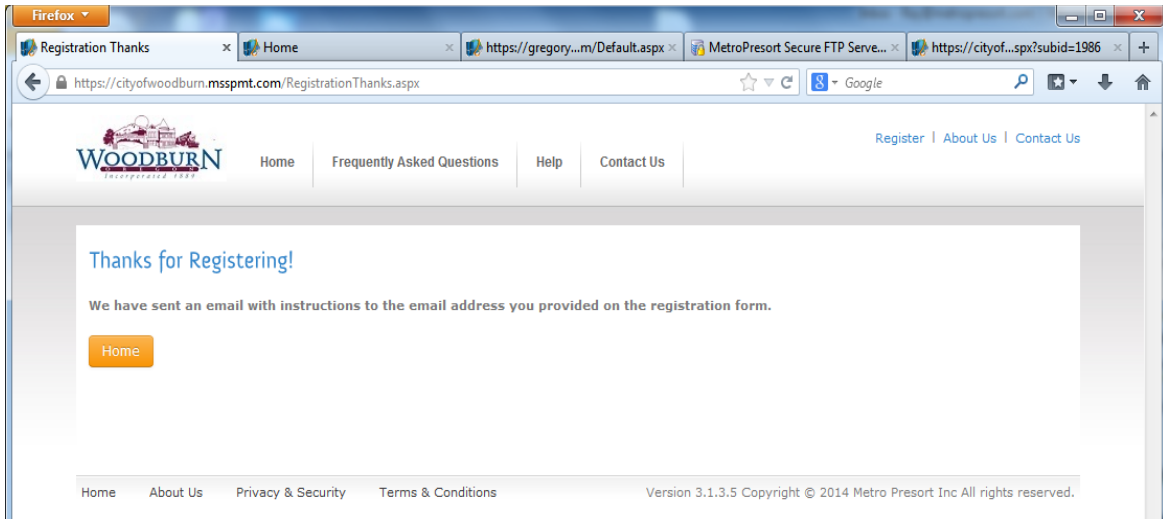 Firefox
Registration Thanks
Home
https://gregory...m/Default.aspx
MetroPresort Secure FTP Serve...
https://cityof...spx?subid=1986
https://cityofwoodburn.msspmt.com/RegistrationThanks.aspx
Google
WOODBURN
OREGON
Incorporated 1889
Home
Frequently Asked Questions
Help
Contact Us
Register | About Us | Contact Us
Thanks for Registering!
We have sent an email with instructions to the email address you provided on the registration form.
Home
Home About Us Privacy & Security Terms & Conditions
Version 3.1.3.5 Copyright © 2014 Metro Presort Inc All rights reserved.